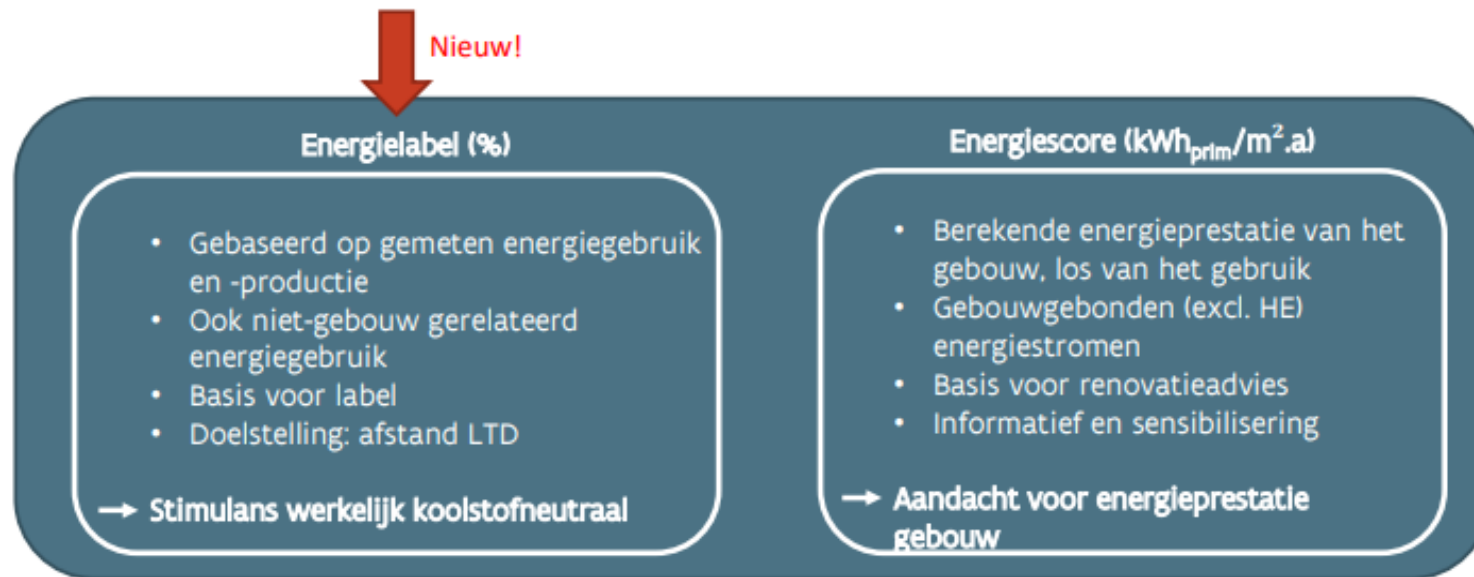 Nieuw!
Energielabel (%)
• Gebaseerd op gemeten energiegebruik
en -productie
• Ook niet-gebouw gerelateerd
energiegebruik
• Basis voor label
• Doelstelling: afstand LTD
→ Stimulans werkelijk koolstofneutraal
Energiescore (kWhprim/m².a)
• Berekende energieprestatie van het
gebouw, los van het gebruik
• Gebouwgebonden (excl. HE)
energiestromen
• Basis voor renovatieadvies
• Informatief en sensibilisering
→ Aandacht voor energieprestatie
gebouw